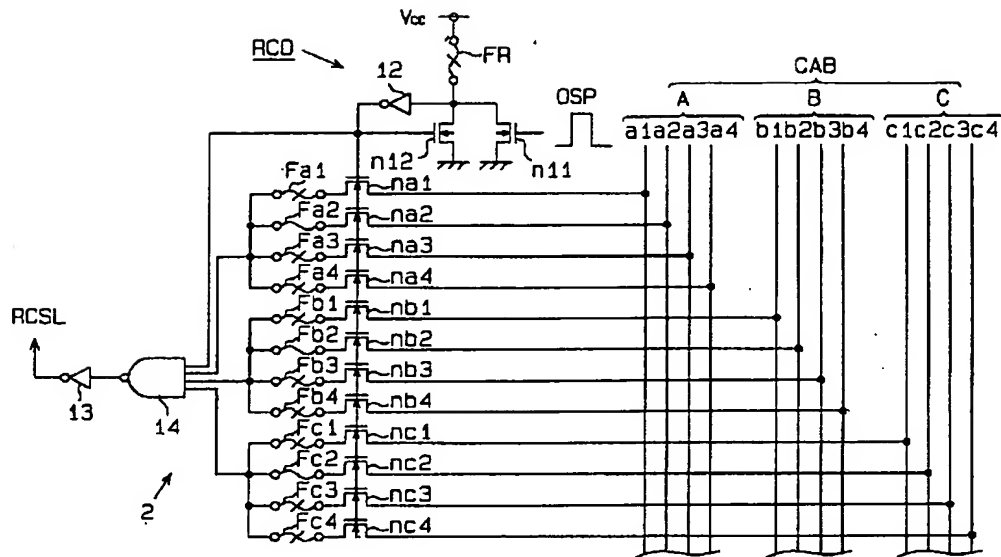 Vcc
RCD
FR
12
CAB
OSP
A
B
C
a1a2a3a4
b1b2b3b4
c1c2c3c4
n12
n11
Fa1
na1
Fa2
na2
Fa3
na3
Fa4
na4
Fb1
nb1
RCSL
Fb2
nb2
Fb3
nb3
13
14
Fb4
nb4
Fc1
nc1
Fc2
nc2
2
Fc3
nc3
Fc4
nc4